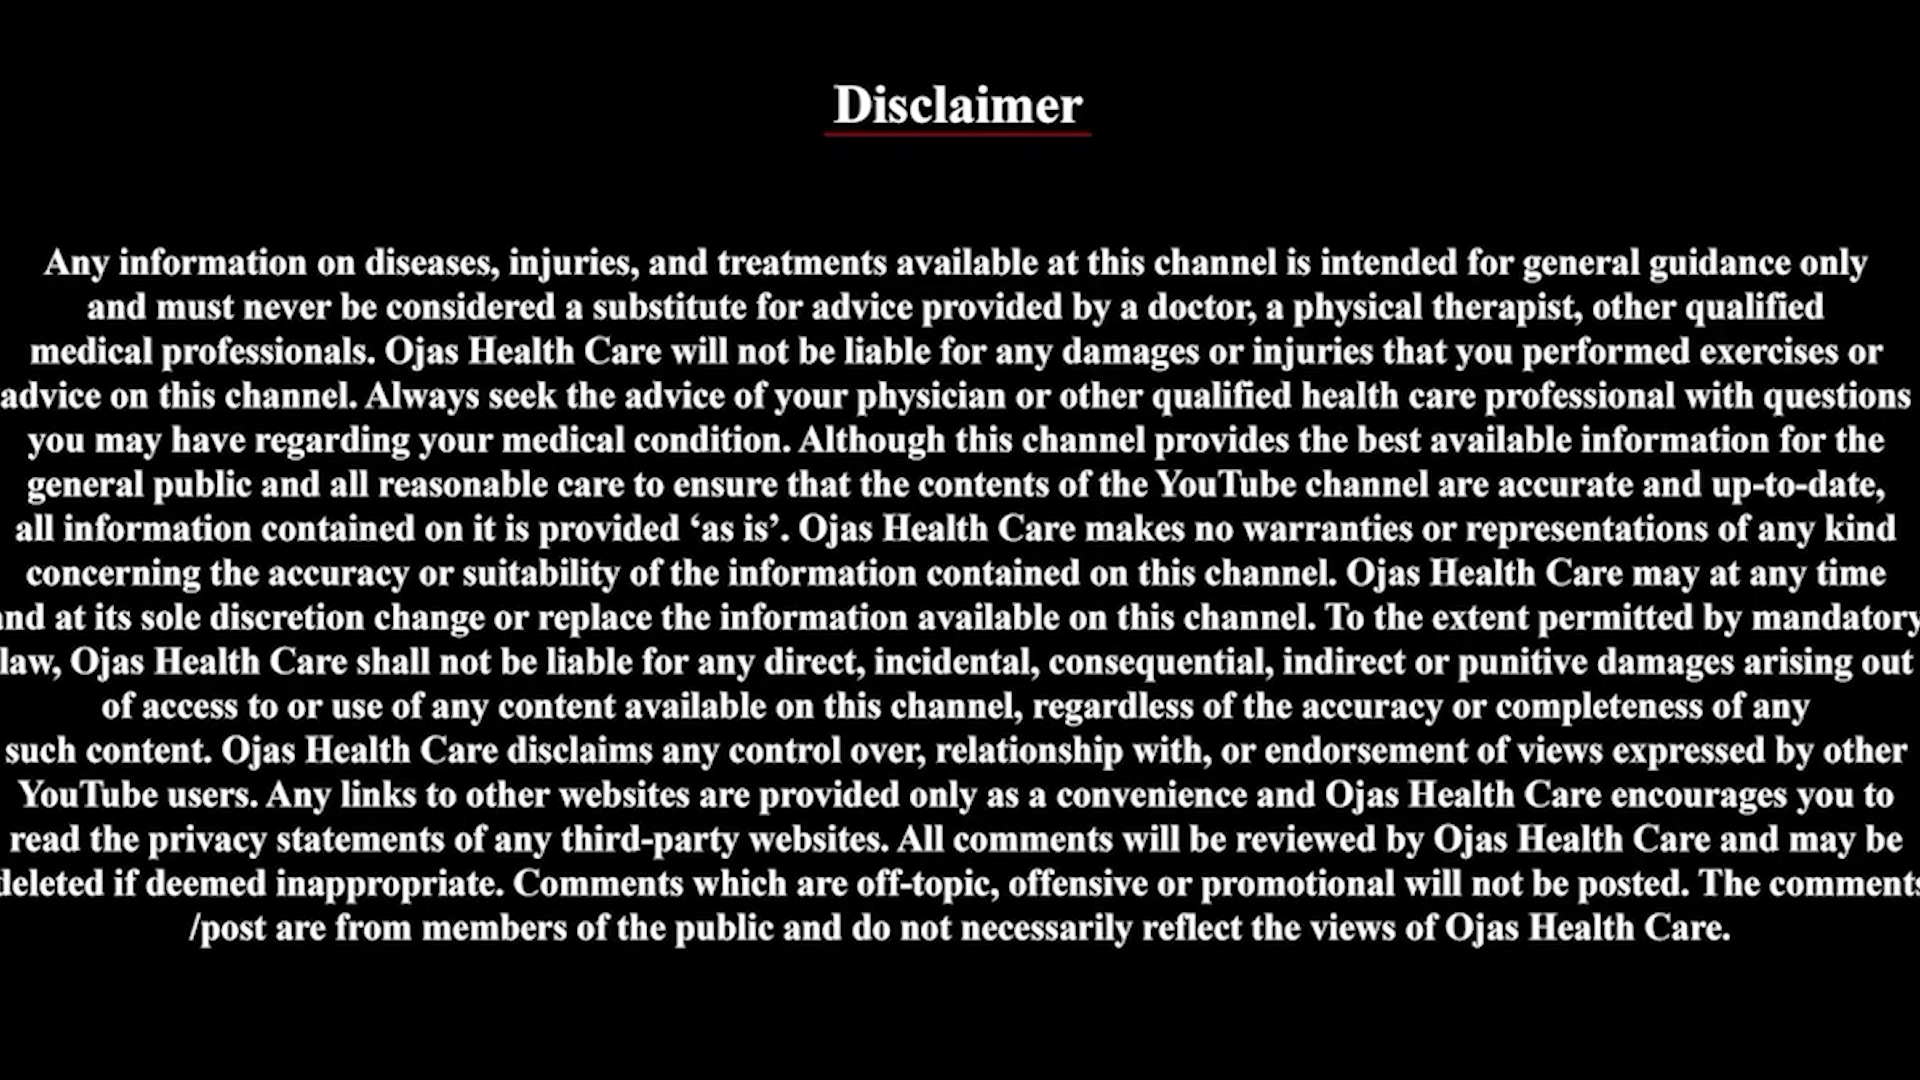 Disclaimer
Any information on diseases, injuries, and treatments available at this channel is intended for general guidance only
and must never be considered a substitute for advice provided by a doctor, a physical therapist, other qualified
medical professionals. Ojas Health Care will not be liable for any damages or injuries that you performed exercises or
advice on this channel. Always seek the advice of your physician or other qualified health care professional with questions
you may have regarding your medical condition. Although this channel provides the best available information for the
general public and all reasonable care to ensure that the contents of the YouTube channel are accurate and up-to-date,
all information contained on it is provided ‘as is’. Ojas Health Care makes no warranties or representations of any kind
concerning the accuracy or suitability of the information contained on this channel. Ojas Health Care may at any time
and at its sole discretion change or replace the information available on this channel. To the extent permitted by mandatory
law, Ojas Health Care shall not be liable for any direct, incidental, consequential, indirect or punitive damages arising out
of access to or use of any content available on this channel, regardless of the accuracy or completeness of any
such content. Ojas Health Care disclaims any control over, relationship with, or endorsement of views expressed by other
YouTube users. Any links to other websites are provided only as a convenience and Ojas Health Care encourages you to
read the privacy statements of any third-party websites. All comments will be reviewed by Ojas Health Care and may be
deleted if deemed inappropriate. Comments which are off-topic, offensive or promotional will not be posted. The comments
/post are from members of the public and do not necessarily reflect the views of Ojas Health Care.